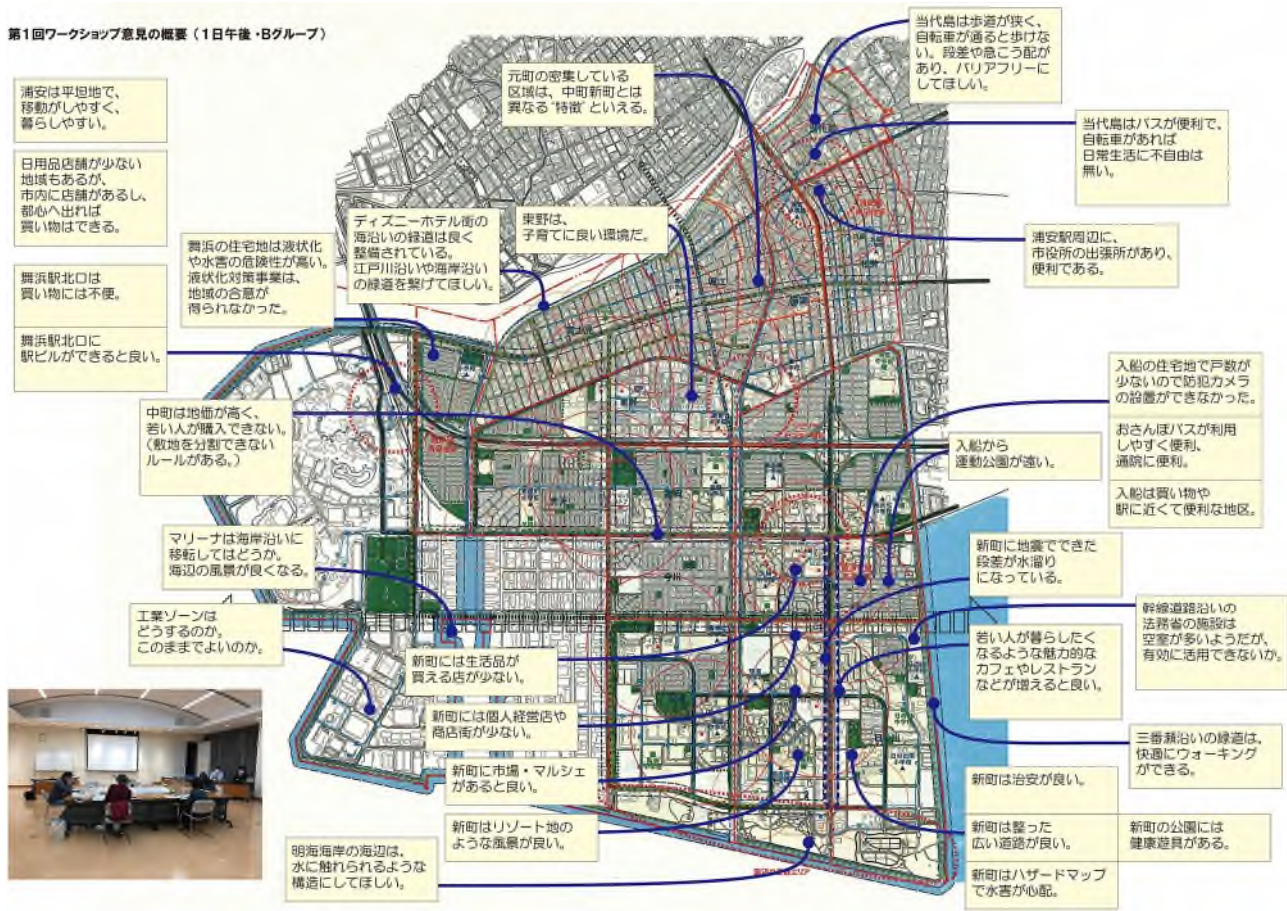 第1回ワークショップ意見の概要（1日午後・Bグループ）
浦安は平坦地で、
移動がしやすく、
暮らしやすい。
日用品店舗が少ない
地域もあるが、
市内に店舗があるし、
都心へ出れば
買い物はできる。
舞浜駅北口は
買い物には不便。
舞浜駅北口に
駅ビルができると良い。
舞浜の住宅地は液状化
や水害の危険性が高い。
液状化対策事業は、
地域の合意が
得られなかった。
ディズニーホテル街の
海沿いの緑道は良く
整備されている。
江戸川沿いや海岸沿い
の緑道を繋げてほしい。
元町の密集している
区域は、中町新町とは
異なる“特徴”といえる。
東野は、
子育てに良い環境だ。
当代島は歩道が狭く、
自転車が通ると歩けな
い。段差や急こう配が
あり、バリアフリーに
してほしい。
当代島はバスが便利で、
自転車があれば
日常生活に不自由は
無い。
浦安駅周辺に、
市役所の出張所があり、
便利である。
中町は地価が高く、
若い人が購入できない。
（敷地を分割できない
ルールがある。）
入船の住宅地で戸数が
少ないので防犯カメラ
の設置ができなかった。
おさんぽバスが利用
しやすく便利、
通院に便利。
入船は買い物や
駅に近くて便利な地区。
入船から
運動公園が遠い。
マリーナは海岸沿いに
移転してはどうか。
海辺の風景が良くなる。
工業ゾーンは
どうするのか。
このままでよいのか。
新町に地震でできた
段差が水溜り
になっている。
幹線道路沿いの
法務省の施設は
空室が多いようだが、
有効に活用できないか。
若い人が暮らしたく
なるような魅力的な
カフェやレストラン
などが増えると良い。
新町には生活品が
買える店が少ない。
新町には個人経営店や
商店街が少ない。
新町に市場・マルシェ
があると良い。
新町はリゾート地の
ような風景が良い。
明海海岸の海辺は、
水に触れられるような
構造にしてほしい。
三番瀬沿いの緑道は、
快適にウォーキング
ができる。
新町は治安が良い。
新町は整った
広い道路が良い。
新町はハザードマップ
で水害が心配。
新町の公園には
健康遊具がある。
今川